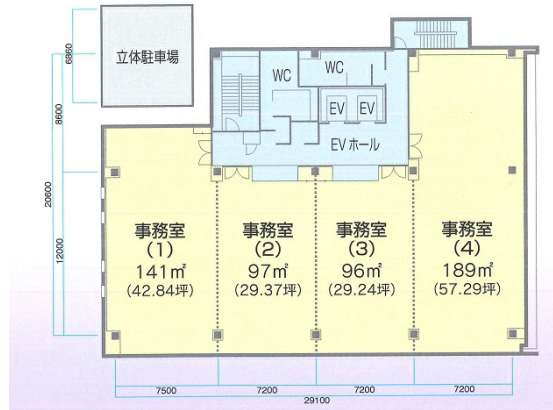 立体駐車場
WC
WC
EV
EV
EVホール
事務室
(1)
141㎡
(42.84坪)
事務室
(2)
97㎡
(29.37坪)
事務室
(3)
96㎡
(29.24坪)
事務室
(4)
189㎡
(57.29坪)
6860
8600
20600
12000
7500
7200
7200
7200
29100